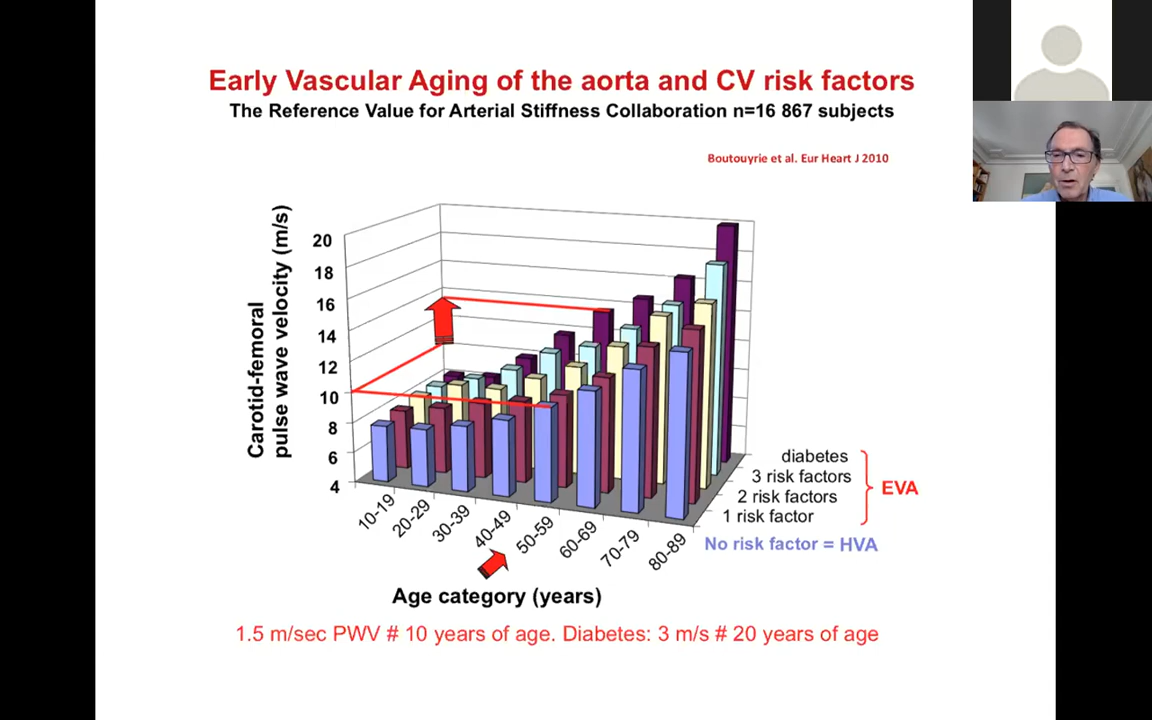 Early Vascular Aging of the aorta and CV risk factors
The Reference Value for Arterial Stiffness Collaboration n=16 867 subjects
Boutouyrie et al. Eur Heart J 2010
Carotid-femoral
pulse wave velocity (m/s)
20
18
16
14
12
10
8
6
4
10-19
20-29
30-39
40-49
50-59
60-69
70-79
80-89
Age category (years)
diabetes
3 risk factors
2 risk factors
1 risk factor
EVA
No risk factor = HVA
1.5 m/sec PWV # 10 years of age. Diabetes: 3 m/s # 20 years of age